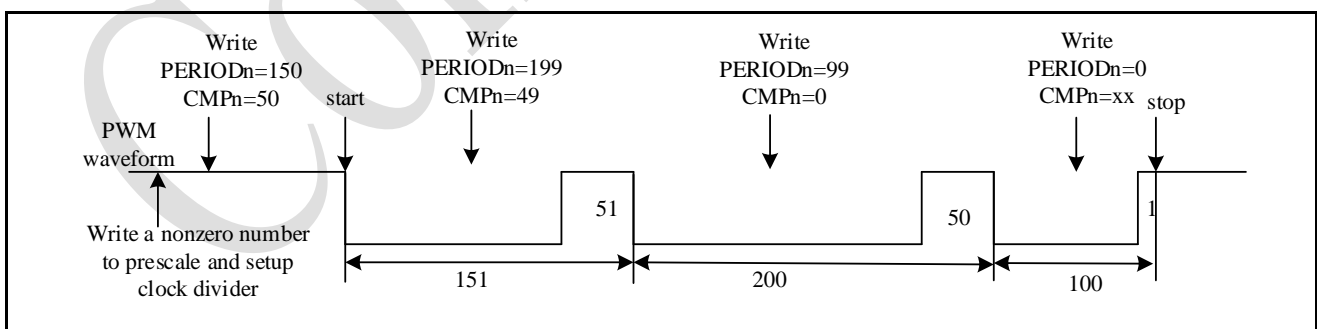 Write
PERIODn=150
CMPn=50
start
Write
PERIODn=199
CMPn=49
Write
PERIODn=99
CMPn=0
Write
PERIODn=0
CMPn=xx
stop
PWM
waveform
Write a nonzero number
to prescale and setup
clock divider
51
50
1
151
200
100